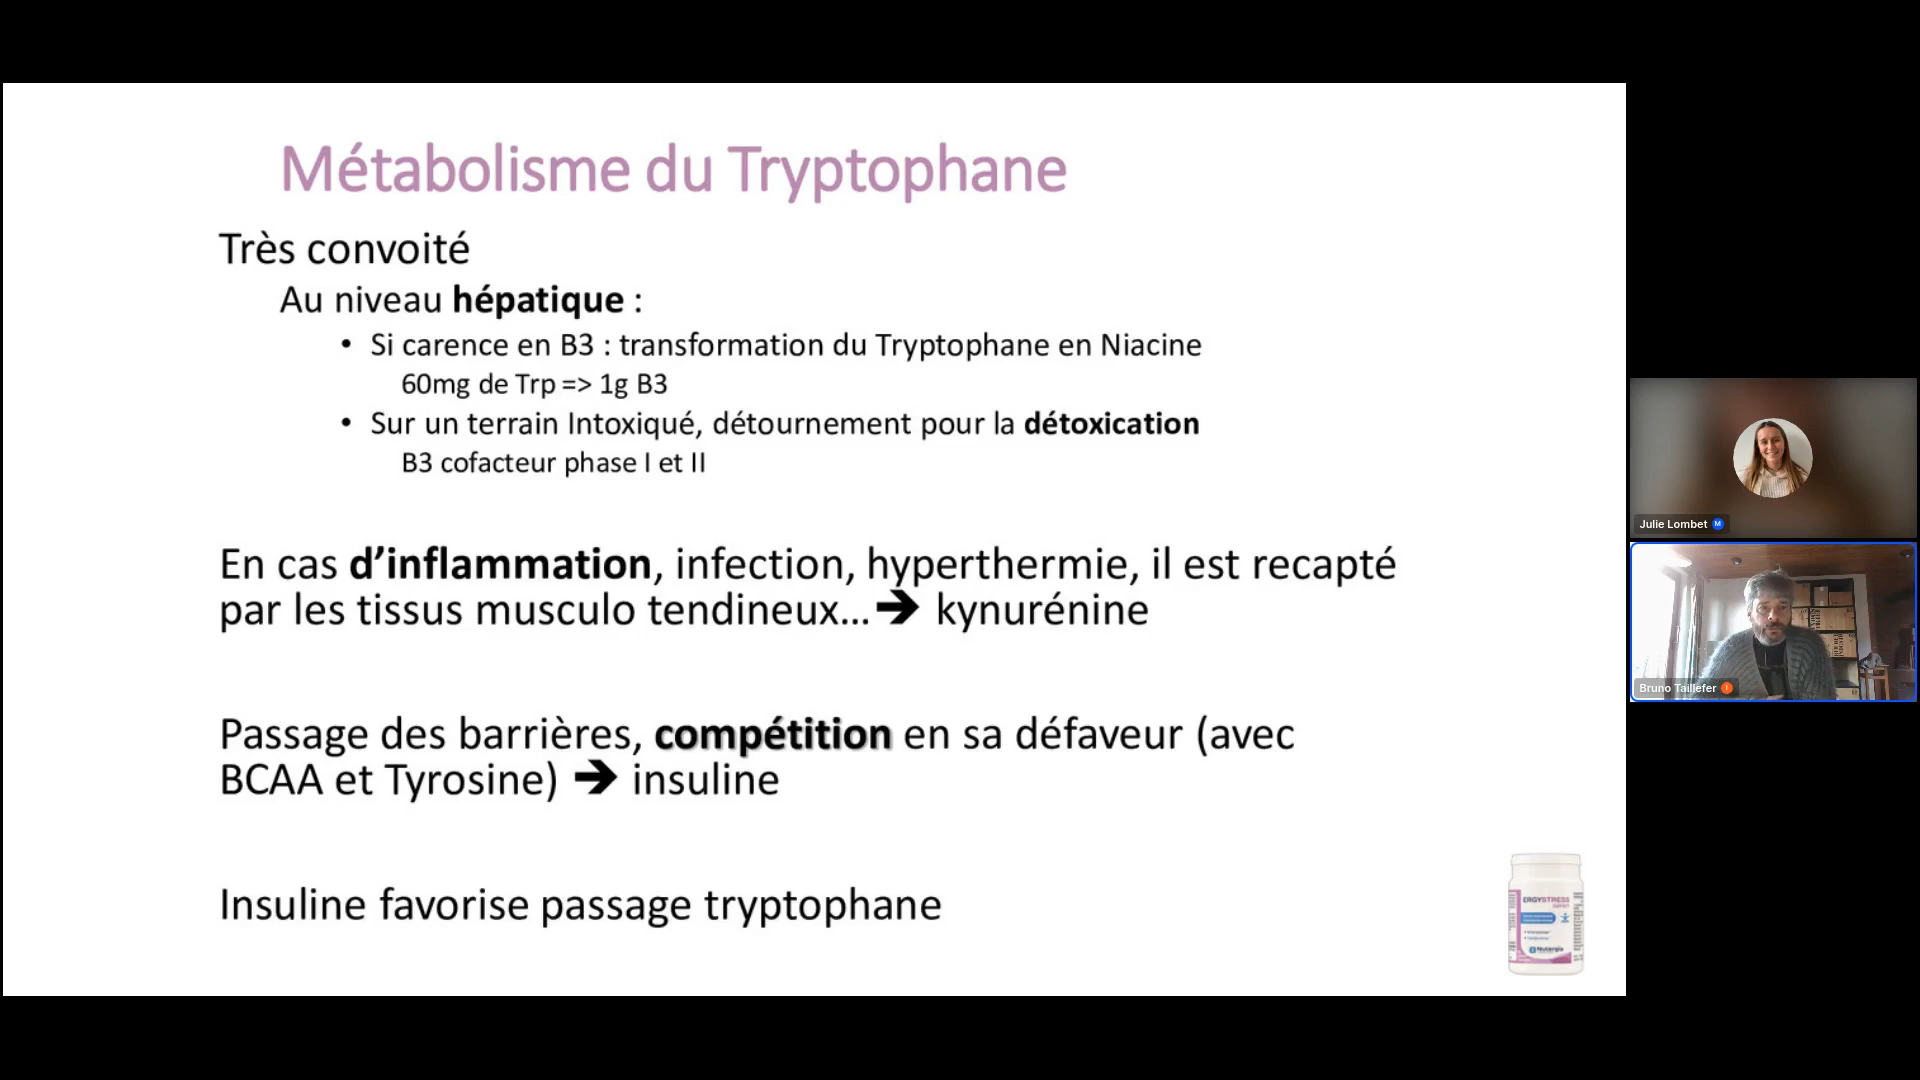 Métabolisme du Tryptophane
Très convoité
Au niveau hépatique :
• Si carence en B3 : transformation du Tryptophane en Niacine
60mg de Trp => 1g B3
• Sur un terrain Intoxiqué, détournement pour la détoxication
B3 cofacteur phase I et II
En cas d’inflammation, infection, hyperthermie, il est recapté
par les tissus musculo tendineux...➔ kynurénine
Passage des barrières, compétition en sa défaveur (avec
BCAA et Tyrosine) ➔ insuline
Insuline favorise passage tryptophane
ERGYSTRESS
Nutergia
Julie Lombet M
Bruno Taillefer I